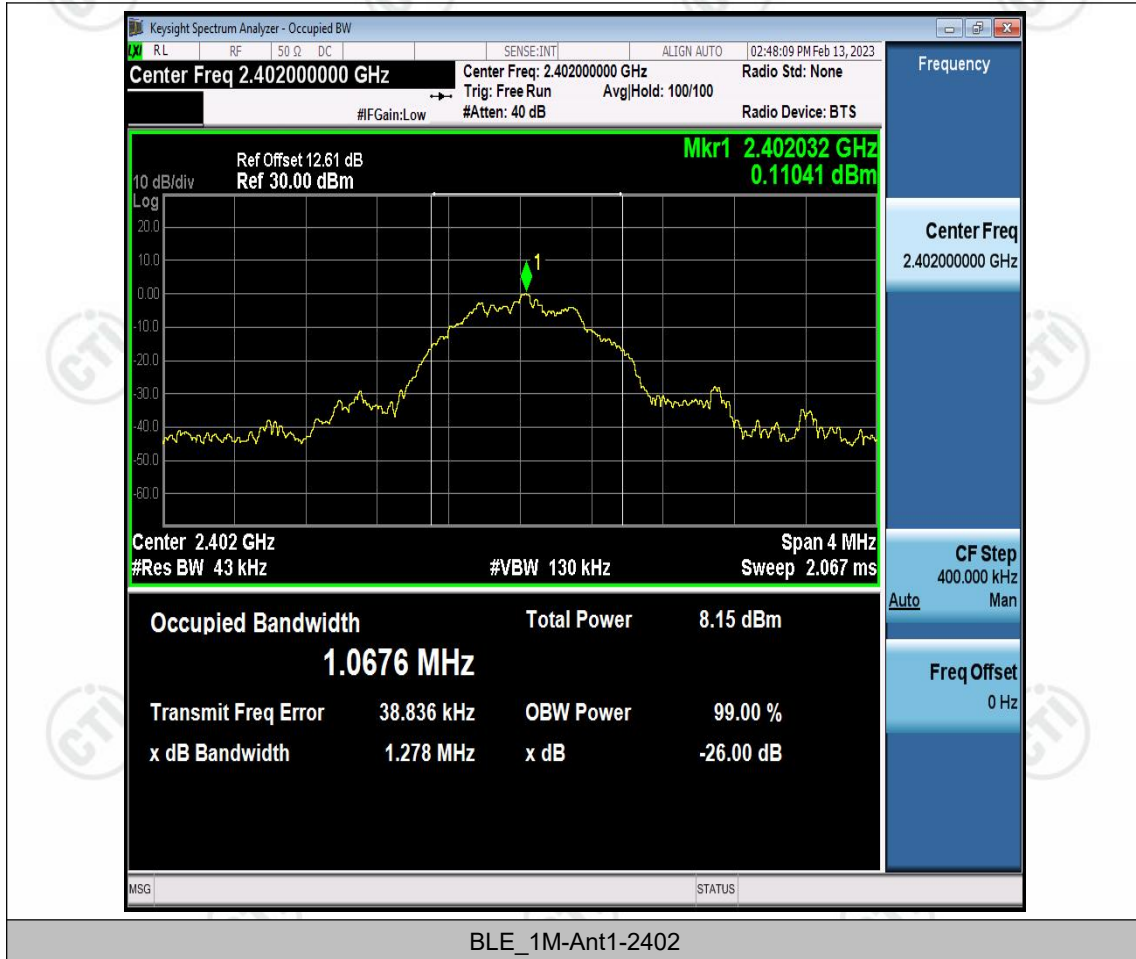 Keysight Spectrum Analyzer - Occupied BW
LXI RL RF 50 Ω DC SENSE:INT ALIGN AUTO 02:48:09 PM Feb 13, 2023
Center Freq 2.402000000 GHz
Center Freq: 2.402000000 GHz
Radio Std: None
Trig: Free Run Avg|Hold: 100/100
#IFGain:Low
#Atten: 40 dB
Radio Device: BTS
Frequency
Ref Offset 12.61 dB
10 dB/div Ref 30.00 dBm
Mkr1 2.402032 GHz
0.11041 dBm
Log
20.0
10.0
0.00
-10.0
-20.0
-30.0
-40.0
-50.0
-60.0
1
Center 2.402 GHz
Span 4 MHz
#Res BW 43 kHz
#VBW 130 kHz
Sweep 2.067 ms
Center Freq
2.402000000 GHz
CF Step
400.000 kHz
Auto Man
Freq Offset
0 Hz
Occupied Bandwidth
1.0676 MHz
Total Power 8.15 dBm
Transmit Freq Error 38.836 kHz
OBW Power 99.00 %
x dB Bandwidth 1.278 MHz
x dB -26.00 dB
MSG
STATUS
BLE_1M-Ant1-2402
CTI
CTI
CTI
CTI